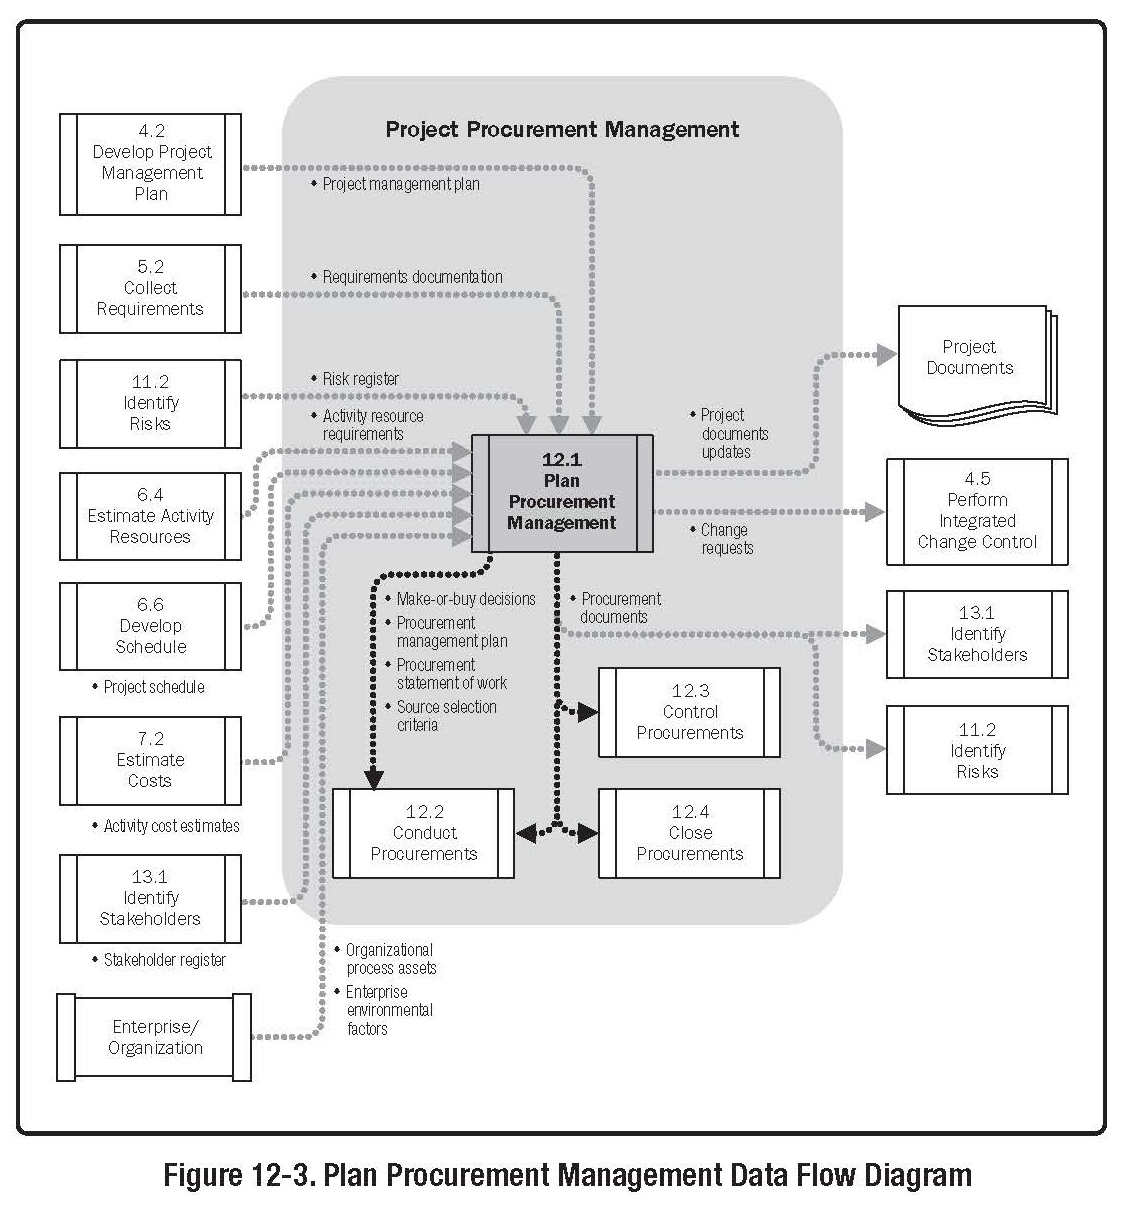 Project Procurement Management
4.2
Develop Project
Management
Plan
• Project management plan
5.2
Collect
Requirements
• Requirements documentation
11.2
Identify
Risks
• Risk register
• Activity resource
requirements
6.4
Estimate Activity
Resources
6.6
Develop
Schedule
• Project schedule
7.2
Estimate
Costs
• Activity cost estimates
13.1
Identify
Stakeholders
• Stakeholder register
Enterprise/
Organization
• Organizational
process assets
• Enterprise
environmental
factors
12.1
Plan
Procurement
Management
• Make-or-buy decisions
• Procurement
management plan
• Procurement
statement of work
• Source selection
criteria
• Procurement
documents
12.2
Conduct
Procurements
12.3
Control
Procurements
12.4
Close
Procurements
• Project
documents
updates
• Change
requests
Project
Documents
4.5
Perform
Integrated
Change Control
13.1
Identify
Stakeholders
11.2
Identify
Risks
Figure 12-3. Plan Procurement Management Data Flow Diagram